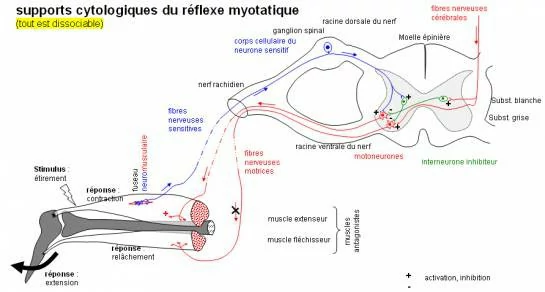 supports cytologiques du réflexe myotatique
(tout est dissociable)
fibres nerveuses
cérébrales
racine dorsale du nerf
ganglion spinal
corps cellulaire du
neurone sensitif
Moelle épinière
nerf rachidien
Subst. blanche
Subst. grise
fibres
nerveuses
sensitives
racine ventrale du nerf
motoneurones
interneurone inhibiteur
fibres
nerveuses
motrices
fuseau
neuromusculaire
Stimulus :
étirement
réponse :
contraction
muscle extenseur
muscle fléchisseur
muscles
antagonistes
réponse :
relâchement
réponse :
extension
+ activation, inhibition
-